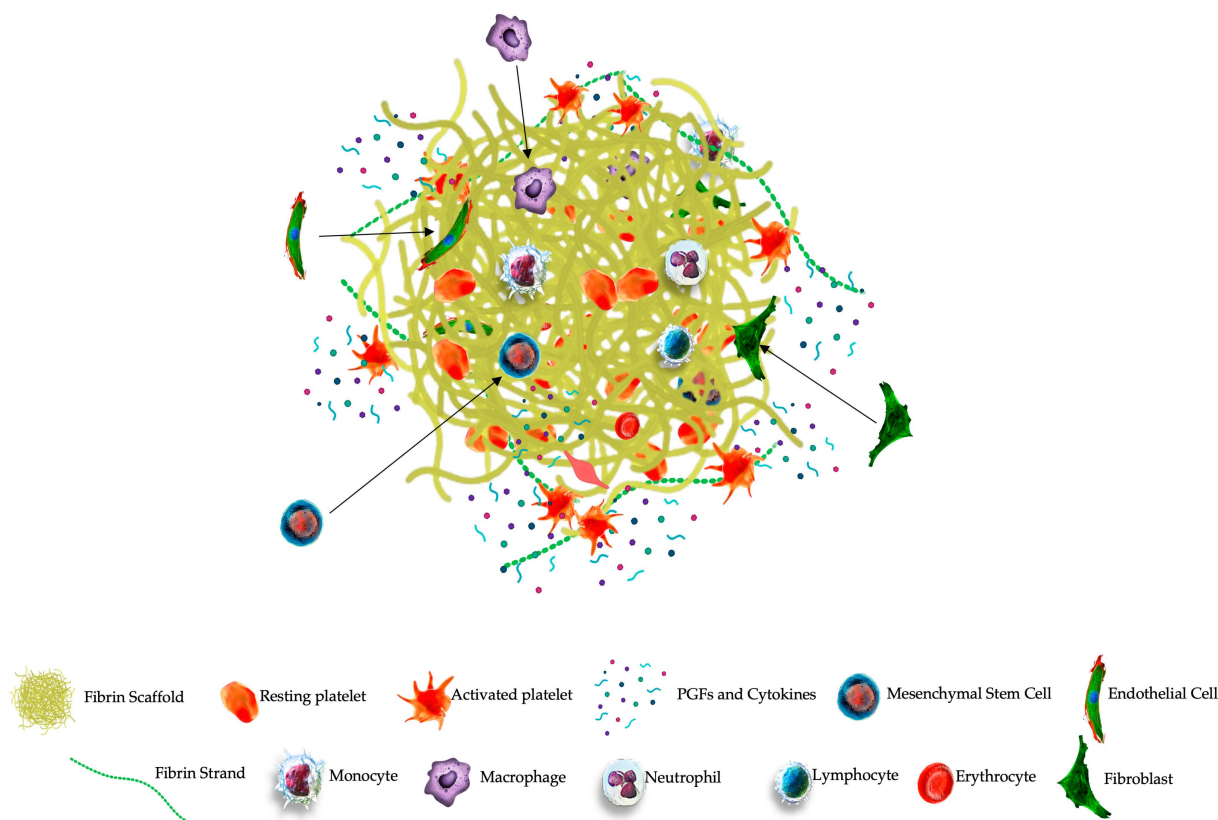 Fibrin Scaffold
Resting platelet
Activated platelet
PGFs and Cytokines
Mesenchymal Stem Cell
Endothelial Cell
Fibrin Strand
Monocyte
Macrophage
Neutrophil
Lymphocyte
Erythrocyte
Fibroblast